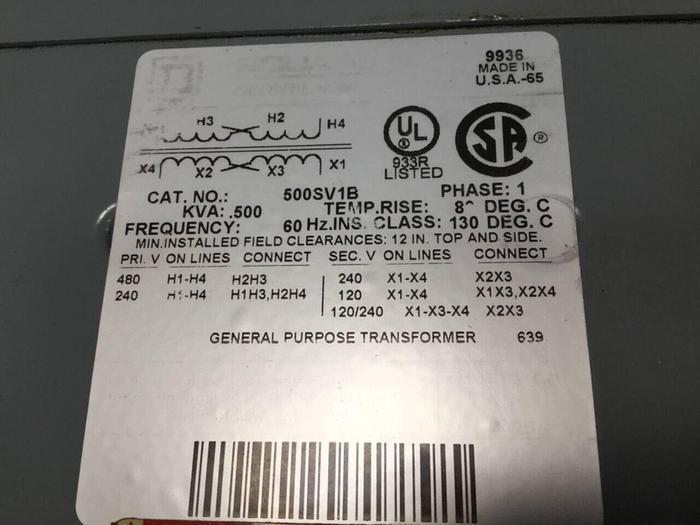 9936
MADE IN
U.S.A.-65
H3 H2 H4
X4 X2 X3 X1
UL
®
933R
LISTED
SA ®
CAT. NO.: 500SV1B PHASE: 1
KVA: .500 TEMP.RISE: DEG. C
FREQUENCY: 60 Hz. INS. CLASS: 130 DEG. C
MIN.INSTALLED FIELD CLEARANCES: 12 IN. TOP AND SIDE.
PRI. V ON LINES CONNECT SEC. V ON LINES CONNECT
480 H1-H4 H2H3 240 X1-X4 X2X3
240 H1-H4 H1H3,H2H4 120 X1-X4 X1X3,X2X4
120/240 X1-X3-X4 X2X3
GENERAL PURPOSE TRANSFORMER 639